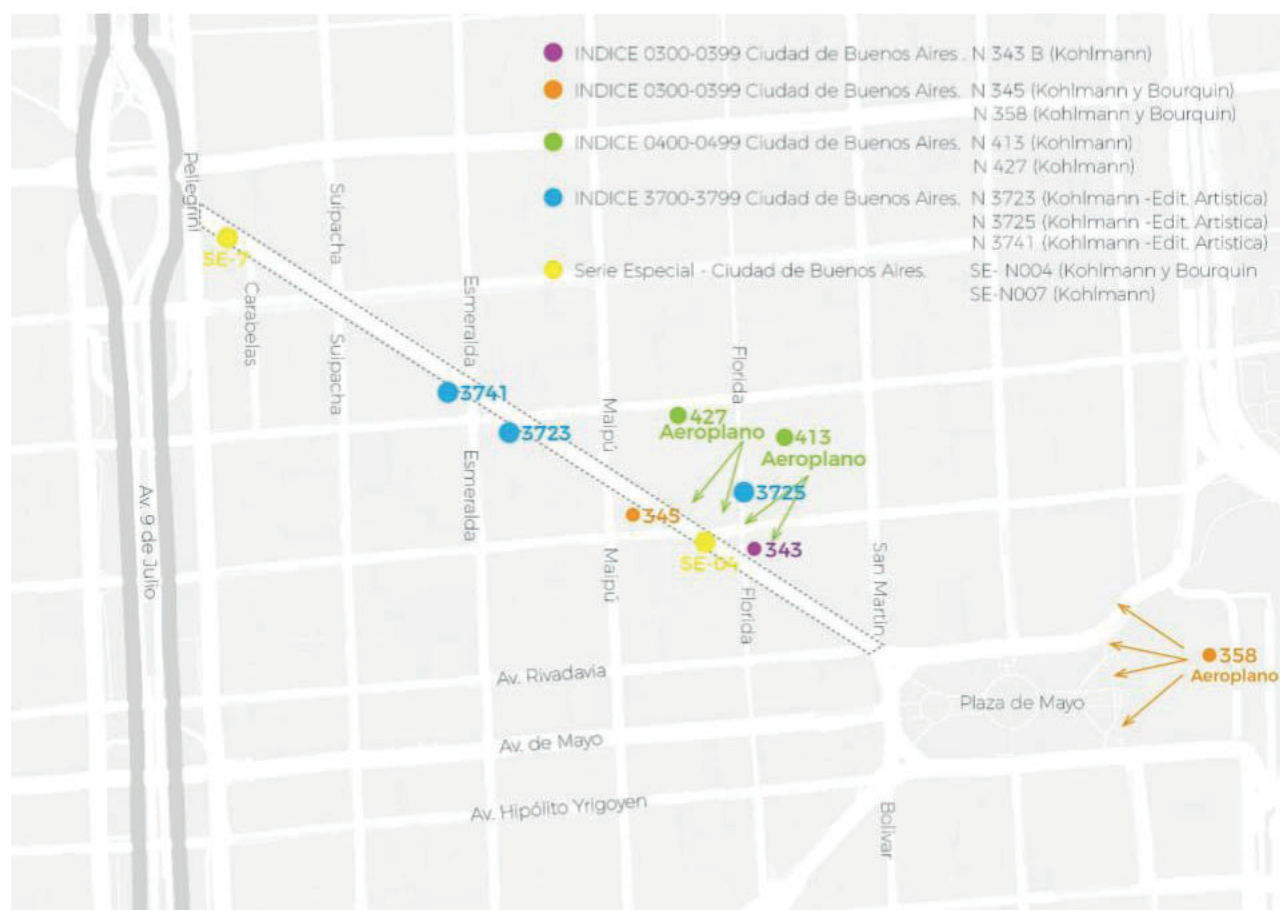 INDICE 0300-0399 Ciudad de Buenos Aires . N 343 B (Kohlmann)
INDICE 0300-0399 Ciudad de Buenos Aires. N 345 (Kohlmann y Bourquin)
N 358 (Kohlmann y Bourquin)
INDICE 0400-0499 Ciudad de Buenos Aires. N 413 (Kohlmann)
N 427 (Kohlmann)
INDICE 3700-3799 Ciudad de Buenos Aires. N 3723 (Kohlmann -Edit. Artistica)
N 3725 (Kohlmann -Edit. Artistica)
N 3741 (Kohlmann -Edit. Artistica)
Serie Especial - Ciudad de Buenos Aires. SE- N004 (Kohlmann y Bourquin
SE-N007 (Kohlmann)
Pellegrini
Suipacha
SE-7
Carabelas
Suipacha
Esmeralda
Florida
3741
3723
Maipú
427
Aeroplano
413
Aeroplano
Esmeralda
3725
345
Av. 9 de Julio
SE-04
343
Maipú
Florida
San Martín
358
Aeroplano
Av. Rivadavia
Plaza de Mayo
Av. de Mayo
Av. Hipólito Yrigoyen
Bolivar